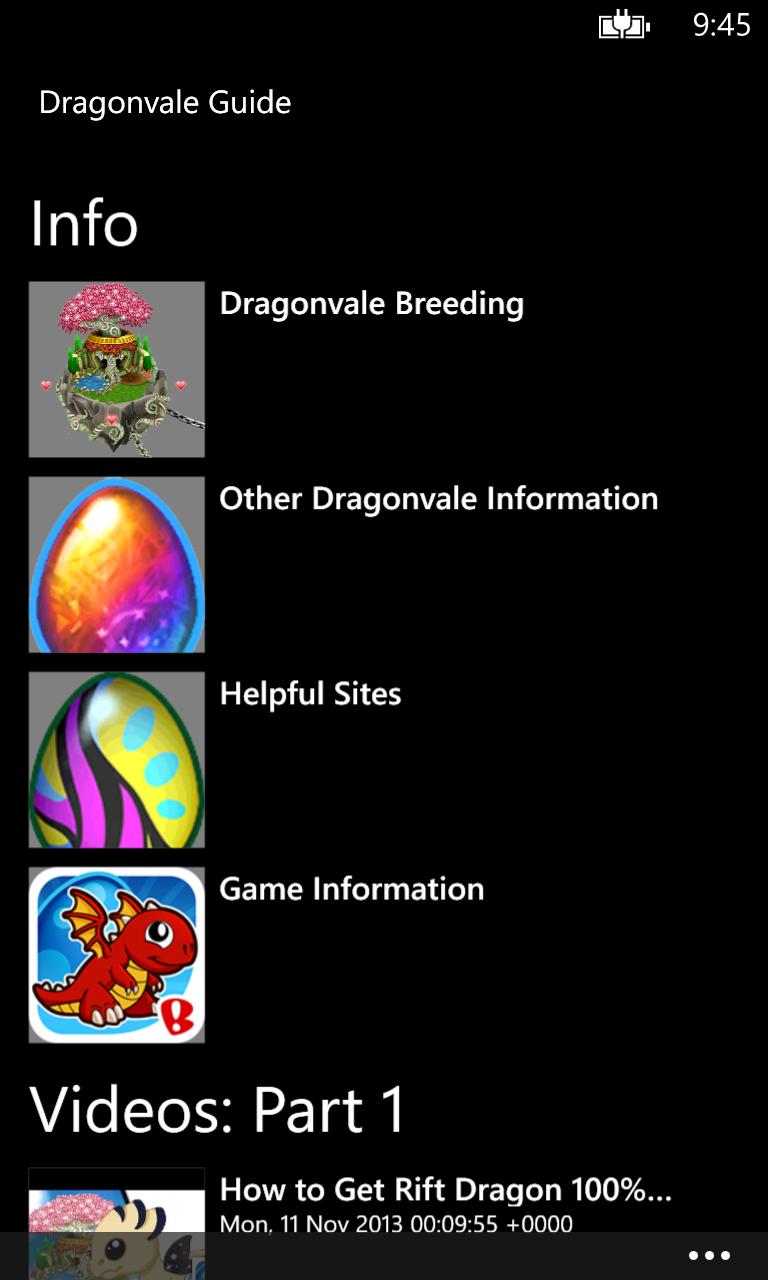 9:45
Dragonvale Guide
Info
Dragonvale Breeding
Other Dragonvale Information
Helpful Sites
Game Information
B
Videos: Part 1
How to Get Rift Dragon 100%...
Mon, 11 Nov 2013 00:09:55 +0000